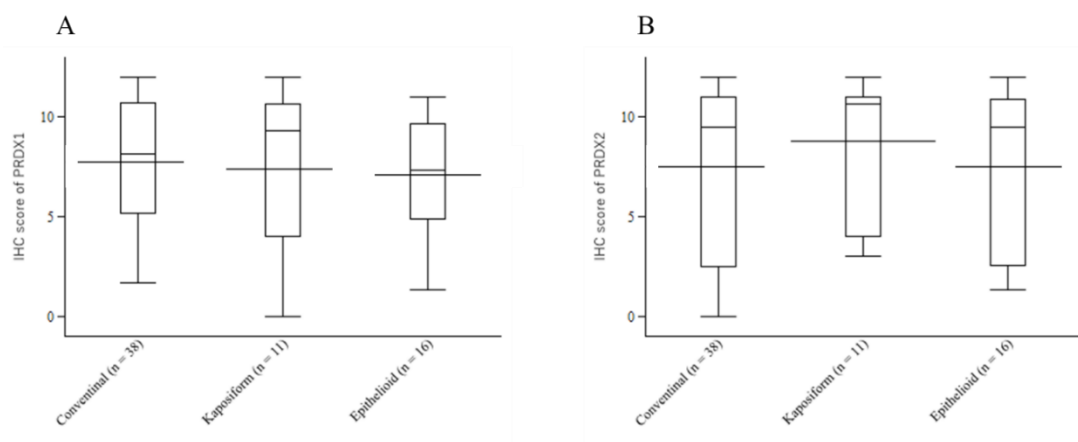 A
IHC score of PRDX1
10
5
0
Conventinal (n = 38)
Kaposiform (n = 11)
Epithelioid (n = 16)
B
IHC score of PRDX2
10
5
0
Conventinal (n = 38)
Kaposiform (n = 11)
Epithelioid (n = 16)